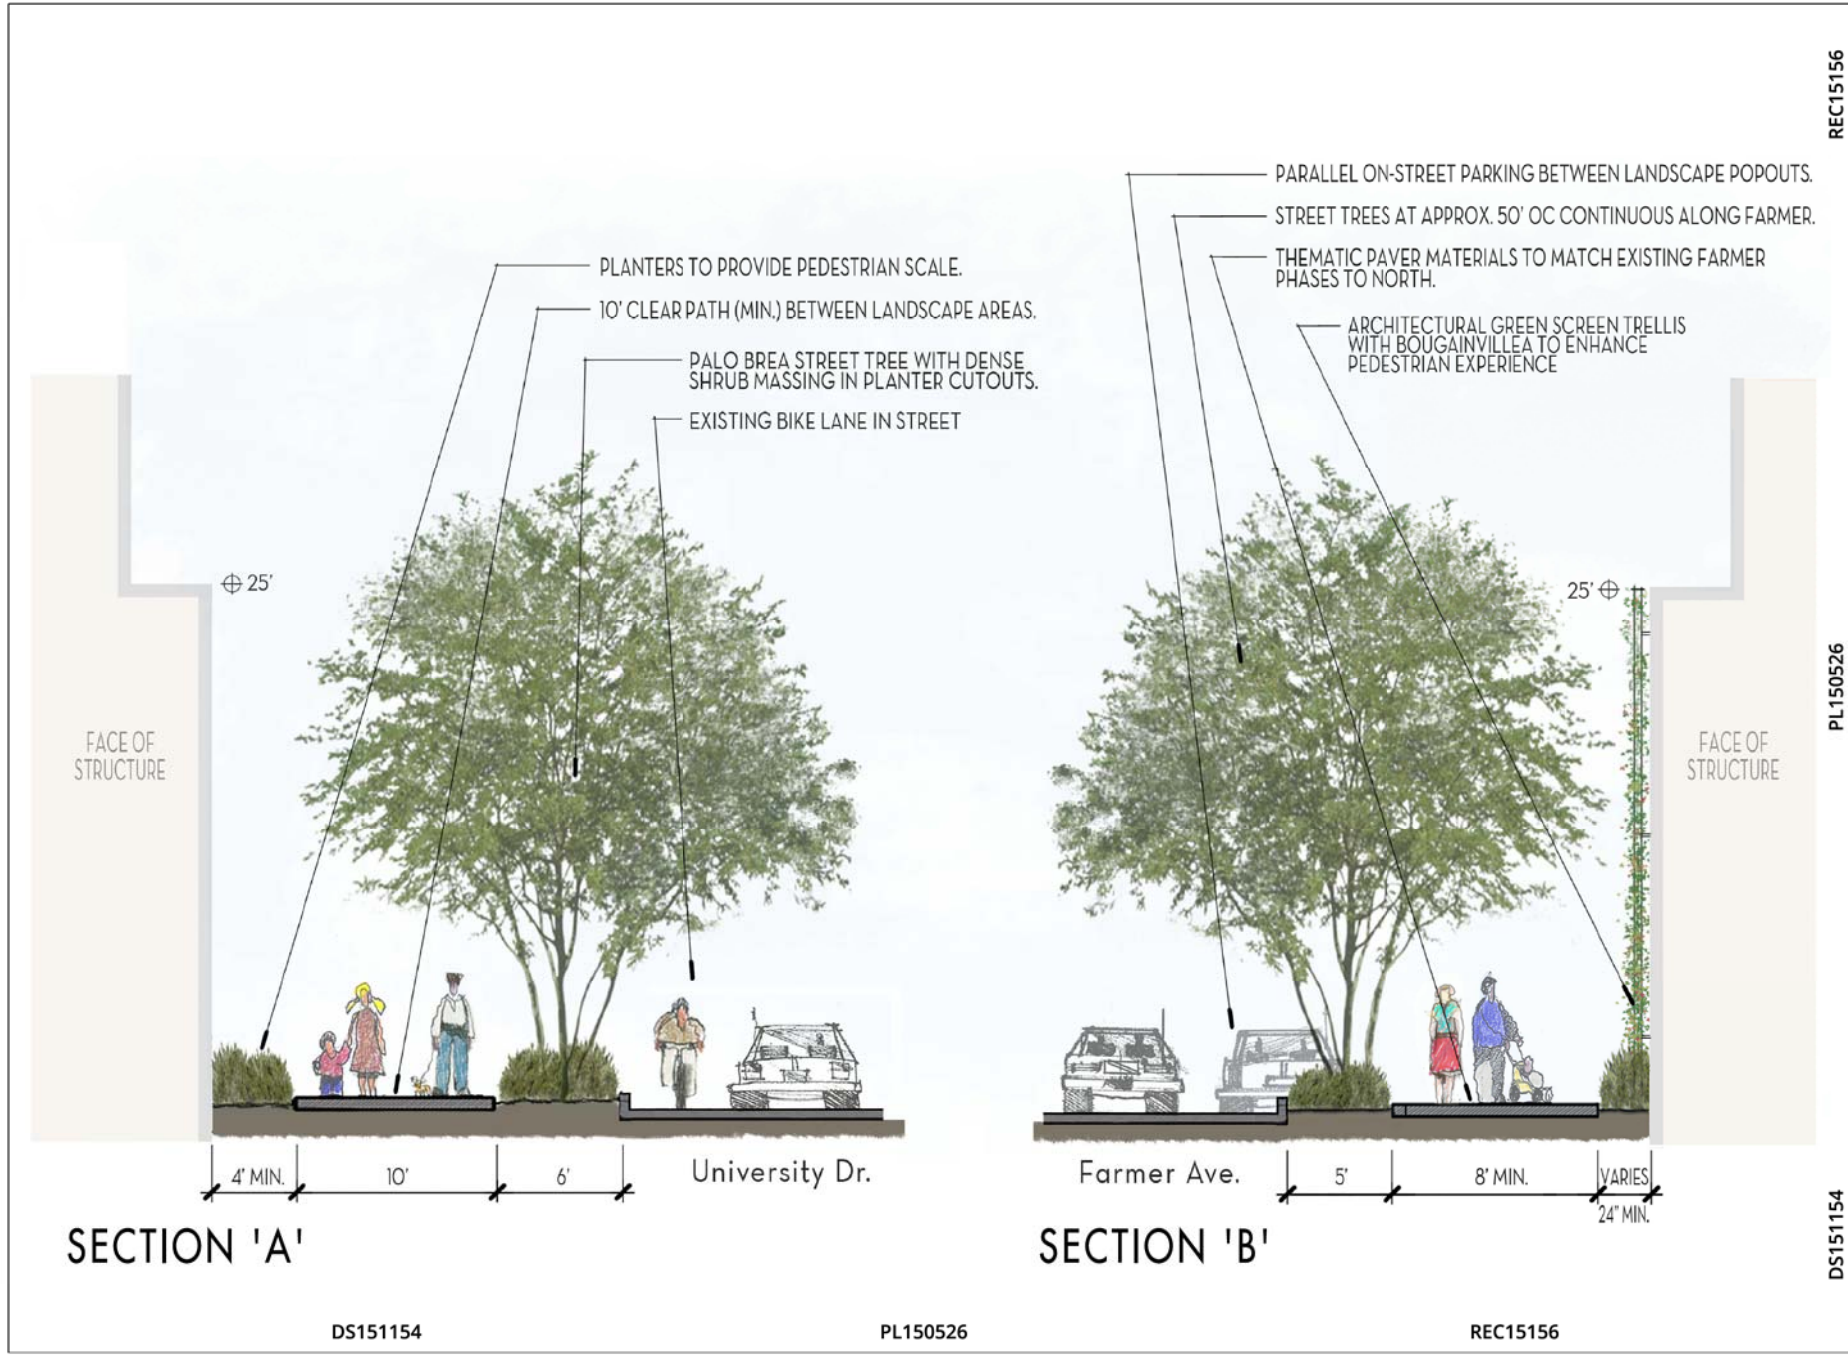 REC15156
PARALLEL ON-STREET PARKING BETWEEN LANDSCAPE POPOUTS.
STREET TREES AT APPROX. 50' OC CONTINUOUS ALONG FARMER.
THEMATIC PAVER MATERIALS TO MATCH EXISTING FARMER
PHASES TO NORTH.
ARCHITECTURAL GREEN SCREEN TRELLIS
WITH BOUGAINVILLEA TO ENHANCE
PEDESTRIAN EXPERIENCE
PLANTERS TO PROVIDE PEDESTRIAN SCALE.
10' CLEAR PATH (MIN.) BETWEEN LANDSCAPE AREAS.
PALO BREA STREET TREE WITH DENSE
SHRUB MASSING IN PLANTER CUTOUTS.
EXISTING BIKE LANE IN STREET
25'
25'
FACE OF
STRUCTURE
FACE OF
STRUCTURE
PL150526
4' MIN.
10'
6'
University Dr.
Farmer Ave.
5'
8' MIN.
VARIES
24" MIN.
SECTION 'A'
SECTION 'B'
DS151154
DS151154
PL150526
REC15156